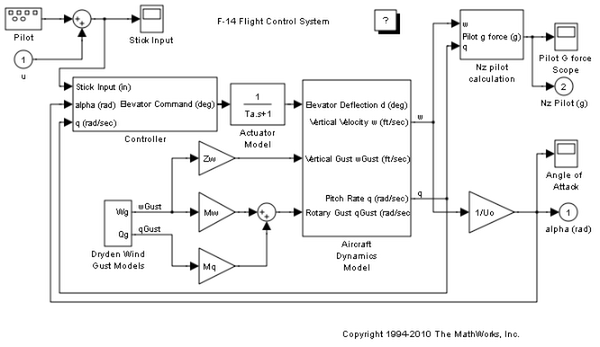 F-14 Flight Control System
?
Pilot
1
u
Stick Input
Stick Input (in)
alpha (rad)
q (rad/sec)
Elevator Command (deg)
Controller
1
Ta.s+1
Actuator
Model
Elevator Deflection d (deg)
Vertical Velocity w (ft/sec)
Vertical Gust wGust (ft/sec)
Pitch Rate q (rad/sec)
Rotary Gust qGust (rad/sec
Aircraft
Dynamics
Model
w
q
w
Pilot g force (g)
q
Nz pilot
calculation
Pilot G force
Scope
2
Nz Pilot (g)
Zw
Mw
Mq
Wg
Qg
wGust
qGust
Dryden Wind
Gust Models
1/Uo
Angle of
Attack
1
alpha (rad)
Copyright 1994-2010 The MathWorks, Inc.